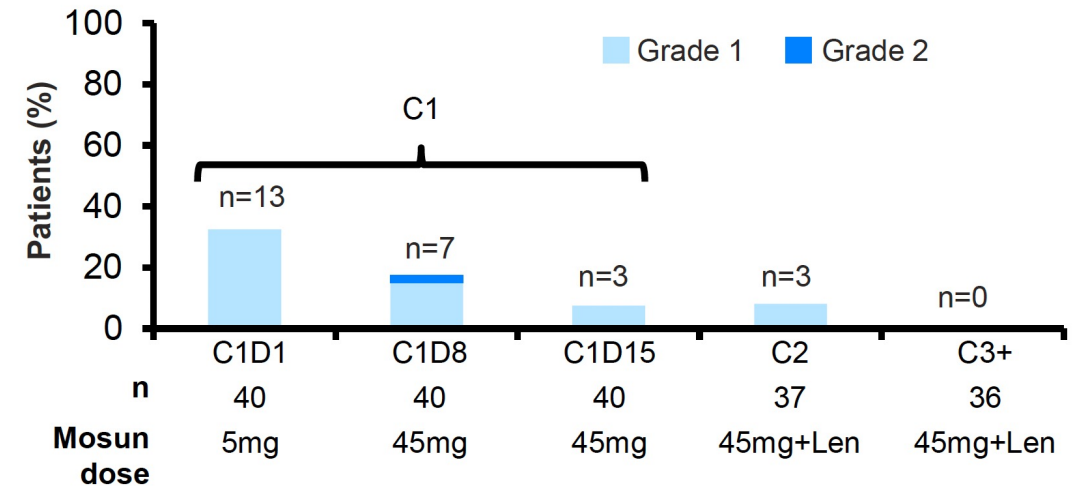 100
80
60
40
20
0
Patients (%)
Grade 1
Grade 2
C1
n=13
n=7
n=3
n=3
n=0
C1D1 C1D8 C1D15 C2 C3+
n 40 40 40 37 36
Mosun 5mg 45mg 45mg 45mg+Len 45mg+Len
dose